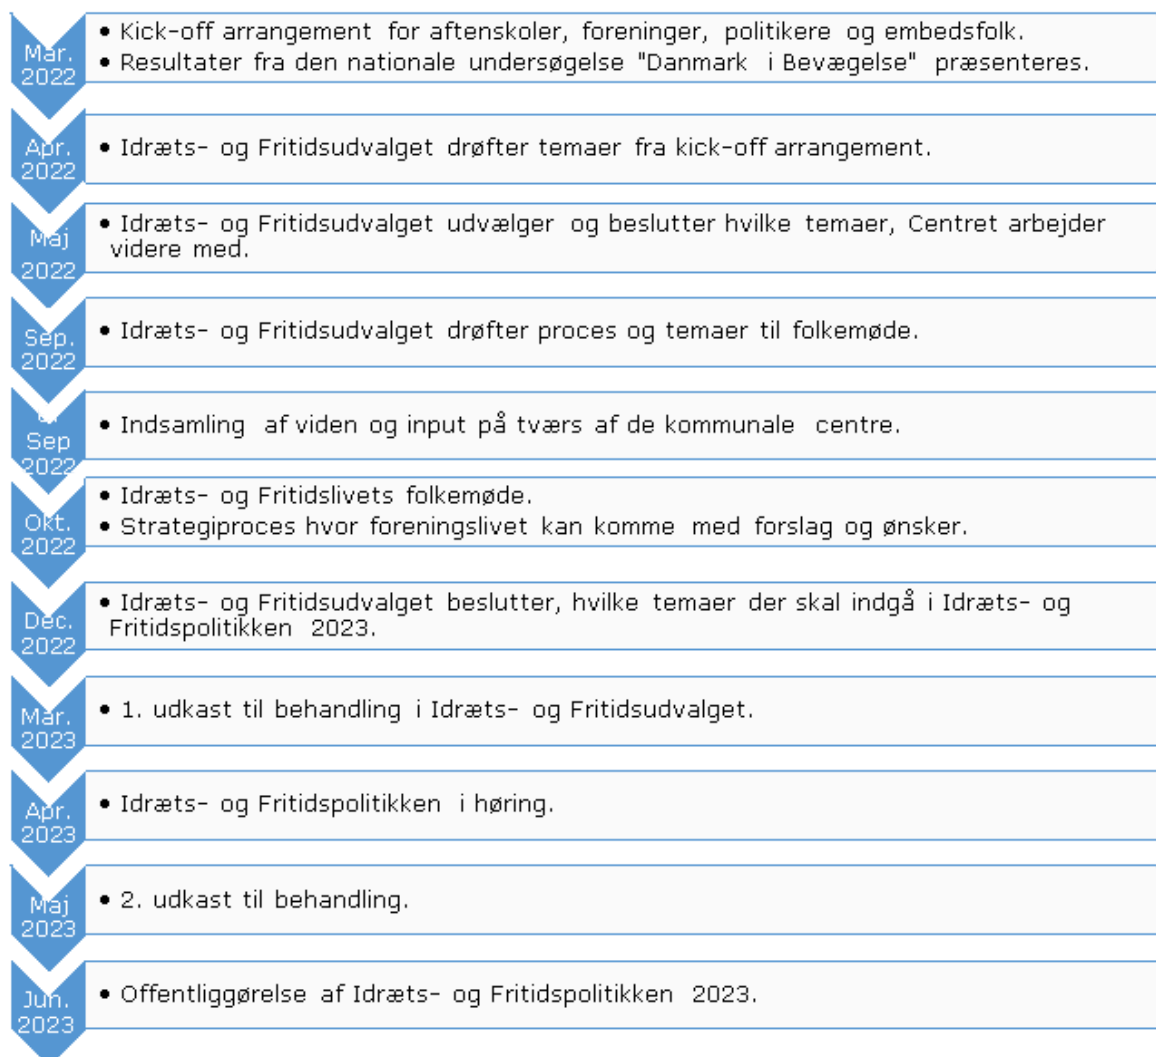 Mar.
2022
• Kick-off arrangement for aftenskoler, foreninger, politikere og embedsfolk.
• Resultater fra den nationale undersøgelse "Danmark i Bevægelse" præsenteres.
Apr.
2022
• Idræts- og Fritidsudvalget drøfter temaer fra kick-off arrangement.
Maj
2022
• Idræts- og Fritidsudvalget udvælger og beslutter hvilke temaer, Centret arbejder
videre med.
Sep.
2022
• Idræts- og Fritidsudvalget drøfter proces og temaer til folkemøde.
Sep
2022
• Indsamling af viden og input på tværs af de kommunale centre.
Okt.
2022
• Idræts- og Fritidslivets folkemøde.
• Strategiproces hvor foreningslivet kan komme med forslag og ønsker.
Dec.
2022
• Idræts- og Fritidsudvalget beslutter, hvilke temaer der skal indgå i Idræts- og
Fritidspolitikken 2023.
Mar.
2023
• 1. udkast til behandling i Idræts- og Fritidsudvalget.
Apr.
2023
• Idræts- og Fritidspolitikken i høring.
Maj
2023
• 2. udkast til behandling.
Jun.
2023
• Offentliggørelse af Idræts- og Fritidspolitikken 2023.